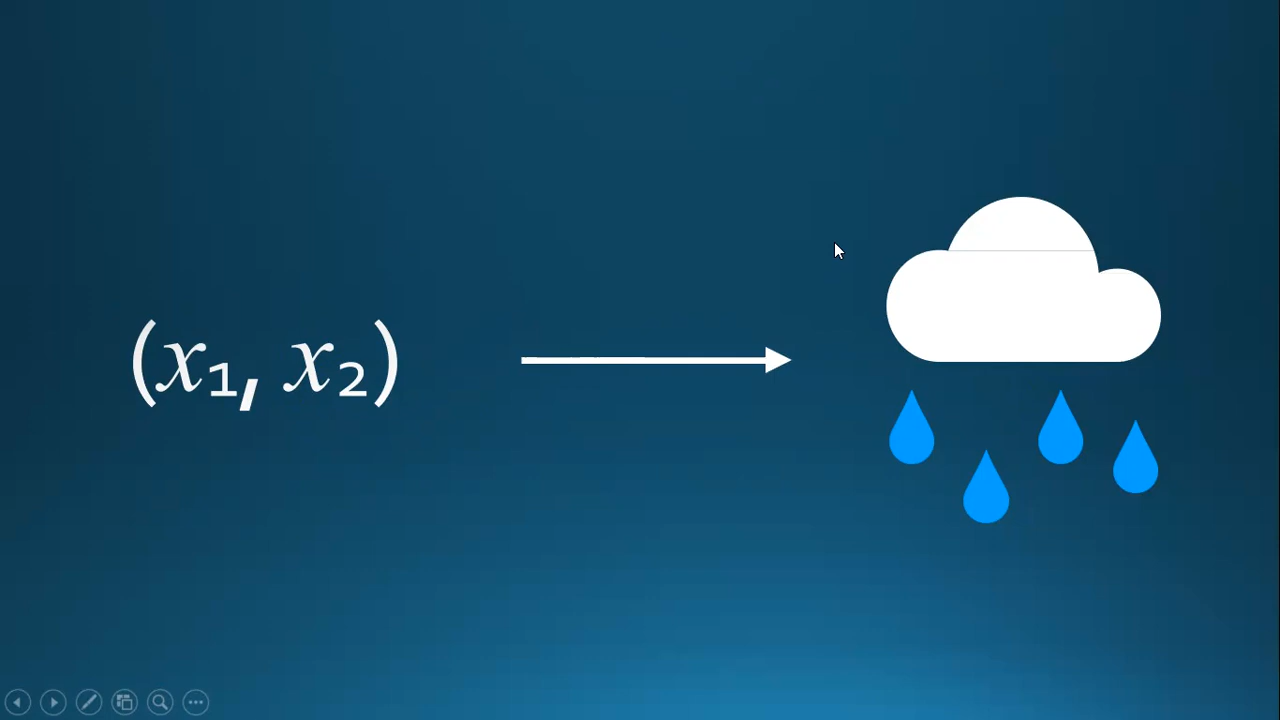 (x₁, x₂)